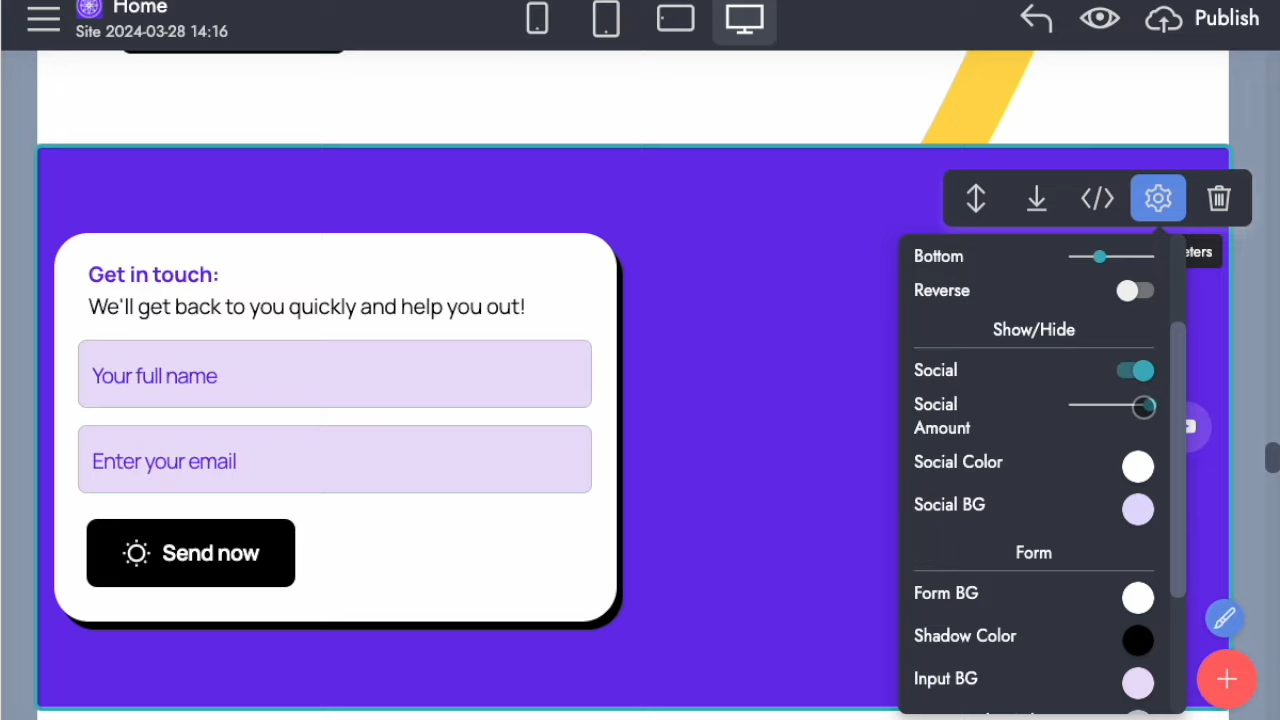 Home
Site 2024-03-28 14:16
Publish
Get in touch:
We'll get back to you quickly and help you out!
Your full name
Enter your email
Send now
Bottom
Reverse
Show/Hide
Social
Social
Amount
Social Color
Social BG
Form
Form BG
Shadow Color
Input BG